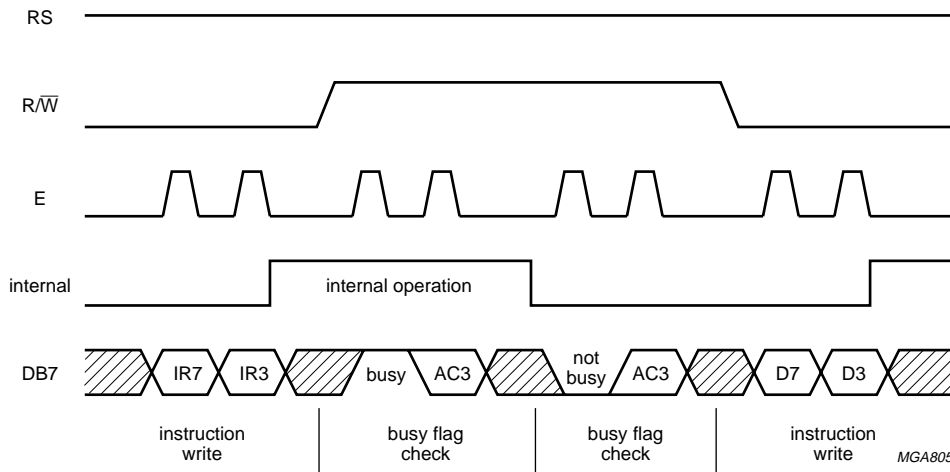 RS
R/W̅
E
internal
internal operation
DB7
IR7
IR3
busy
AC3
not
busy
AC3
D7
D3
instruction
write
busy flag
check
busy flag
check
instruction
write
MGA805